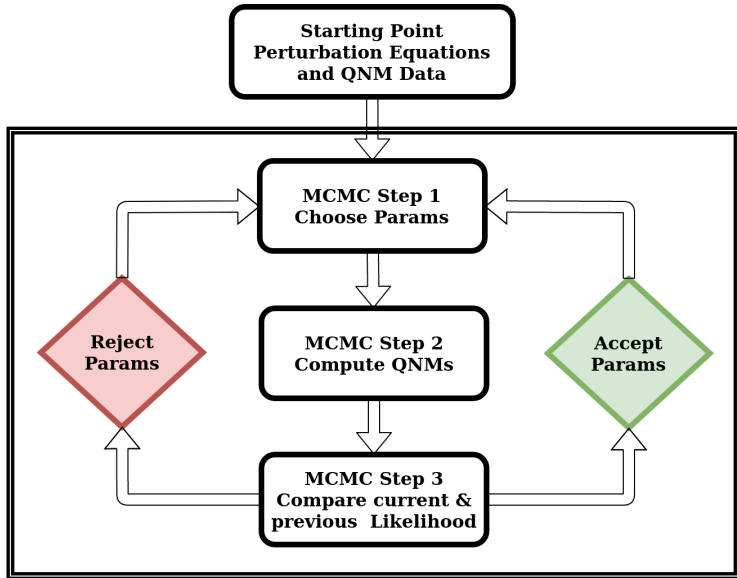 Starting Point
Perturbation Equations
and QNM Data
MCMC Step 1
Choose Params
Reject
Params
MCMC Step 2
Compute QNMs
Accept
Params
MCMC Step 3
Compare current &
previous Likelihood